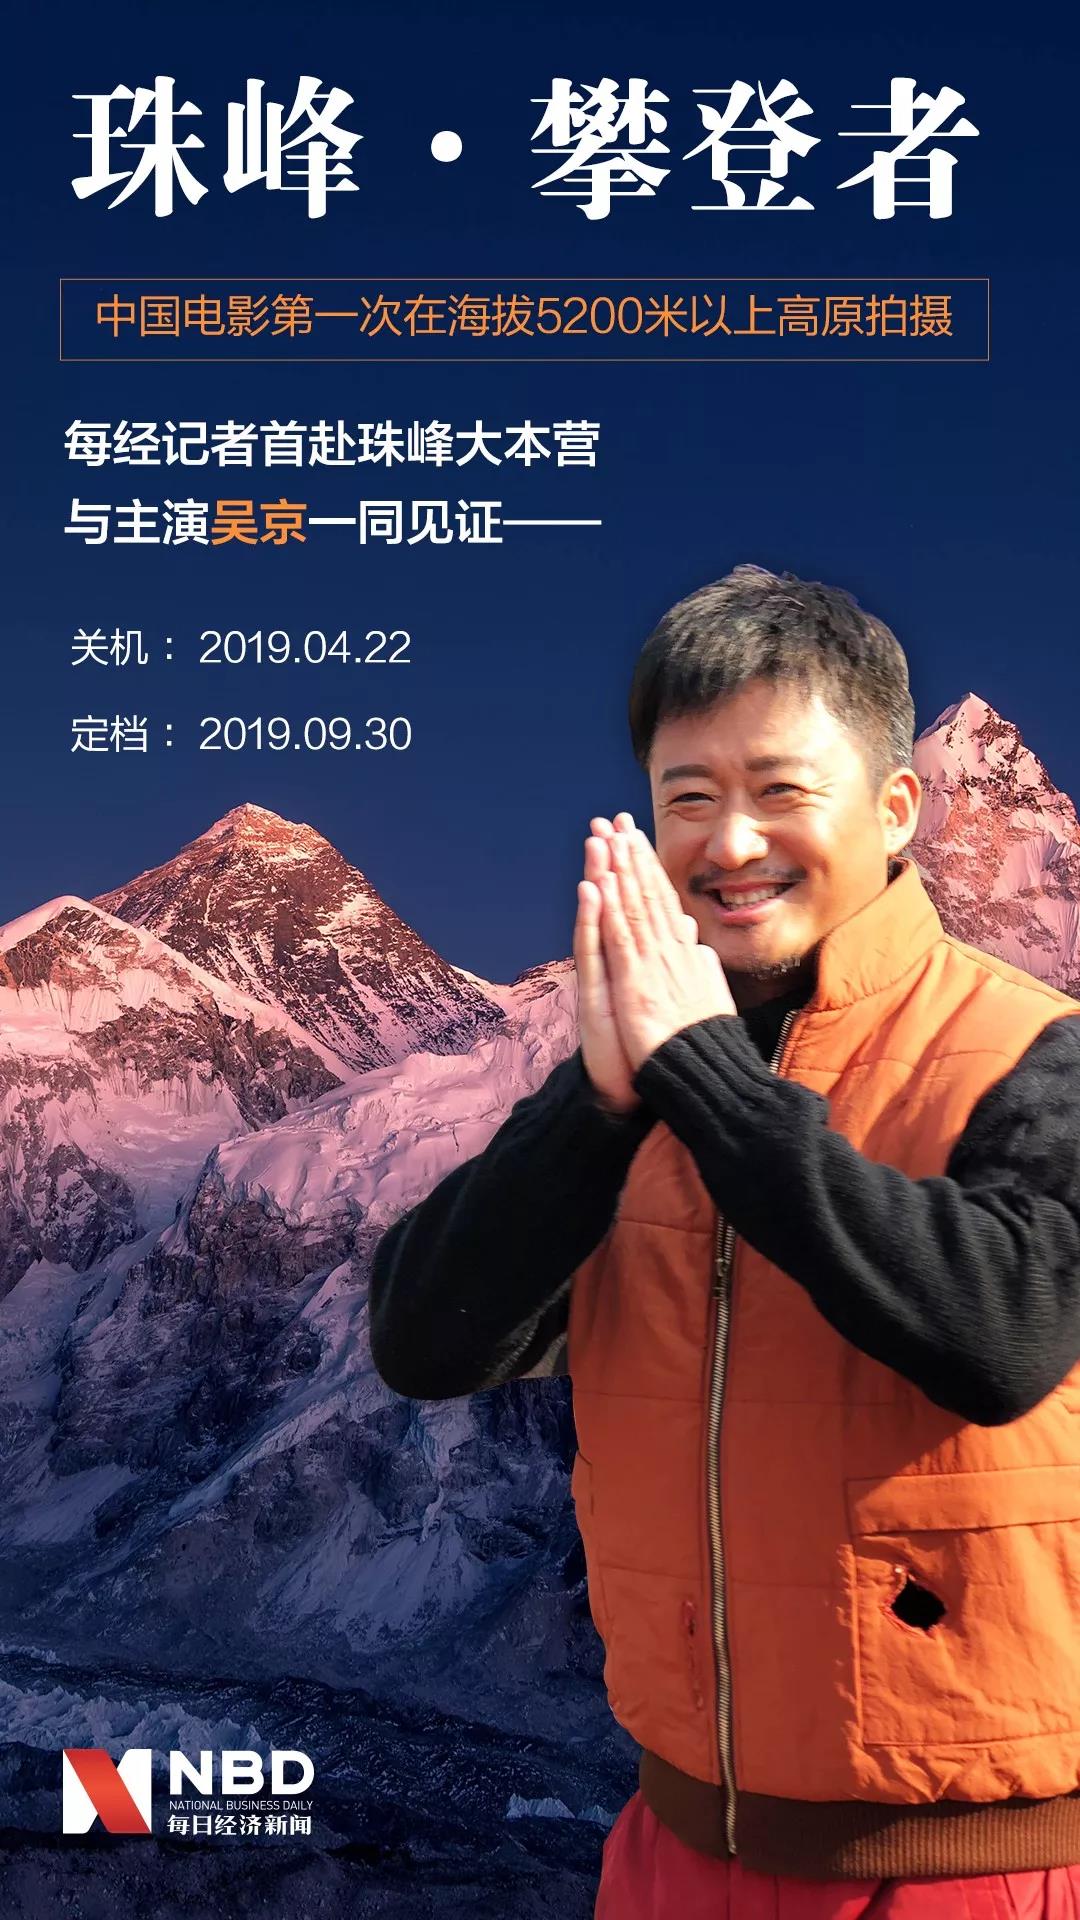 珠峰·攀登者
中国电影第一次在海拔5200米以上高原拍摄
每经记者首赴珠峰大本营
与主演吴京一同见证——
关机：2019.04.22
定档：2019.09.30
NBD
NATIONAL BUSINESS DAILY
每日经济新闻